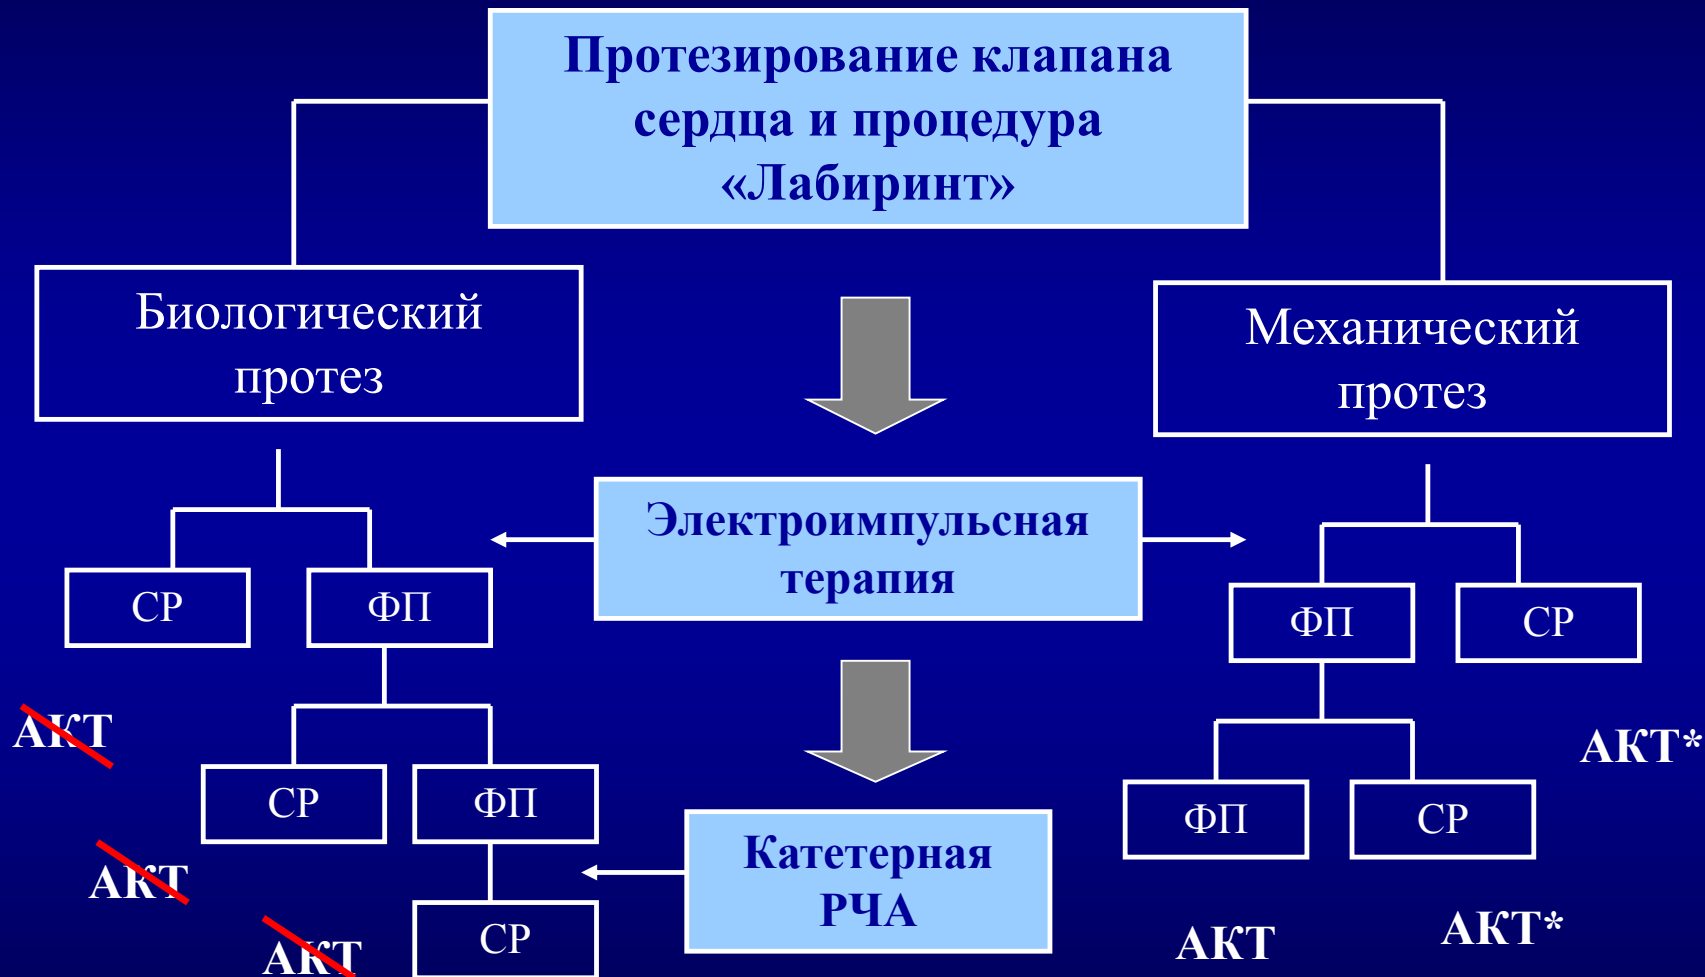 Протезирование клапана
сердца и процедура
«Лабиринт»
Биологический
протез
Механический
протез
Электроимпульсная
терапия
СР
ФП
ФП
СР
АКТ
АКТ*
СР
ФП
ФП
СР
Катетерная
РЧА
АКТ
СР
АКТ
АКТ
АКТ*